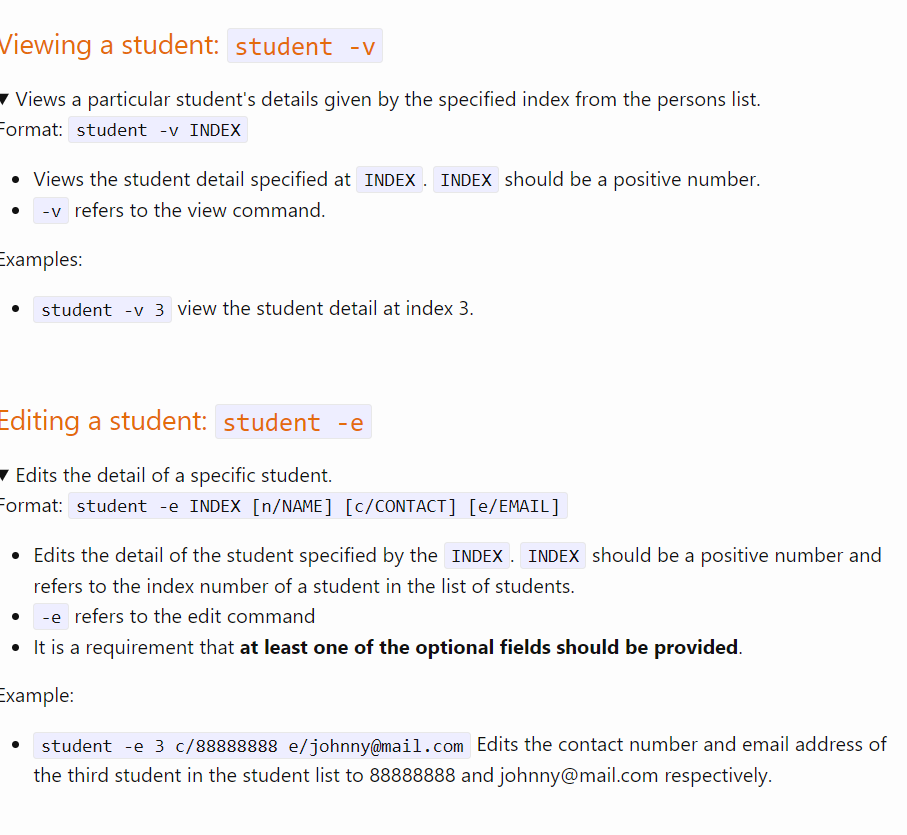 Viewing a student: student -v
▼ Views a particular student's details given by the specified index from the persons list.
Format: student -v INDEX
• Views the student detail specified at INDEX. INDEX should be a positive number.
• -v refers to the view command.
Examples:
• student -v 3 view the student detail at index 3.
Editing a student: student -e
▼ Edits the detail of a specific student.
Format: student -e INDEX [n/NAME] [c/CONTACT] [e/EMAIL]
• Edits the detail of the student specified by the INDEX. INDEX should be a positive number and
refers to the index number of a student in the list of students.
• -e refers to the edit command
• It is a requirement that at least one of the optional fields should be provided.
Example:
• student -e 3 c/88888888 e/johnny@mail.com Edits the contact number and email address of
the third student in the student list to 88888888 and johnny@mail.com respectively.